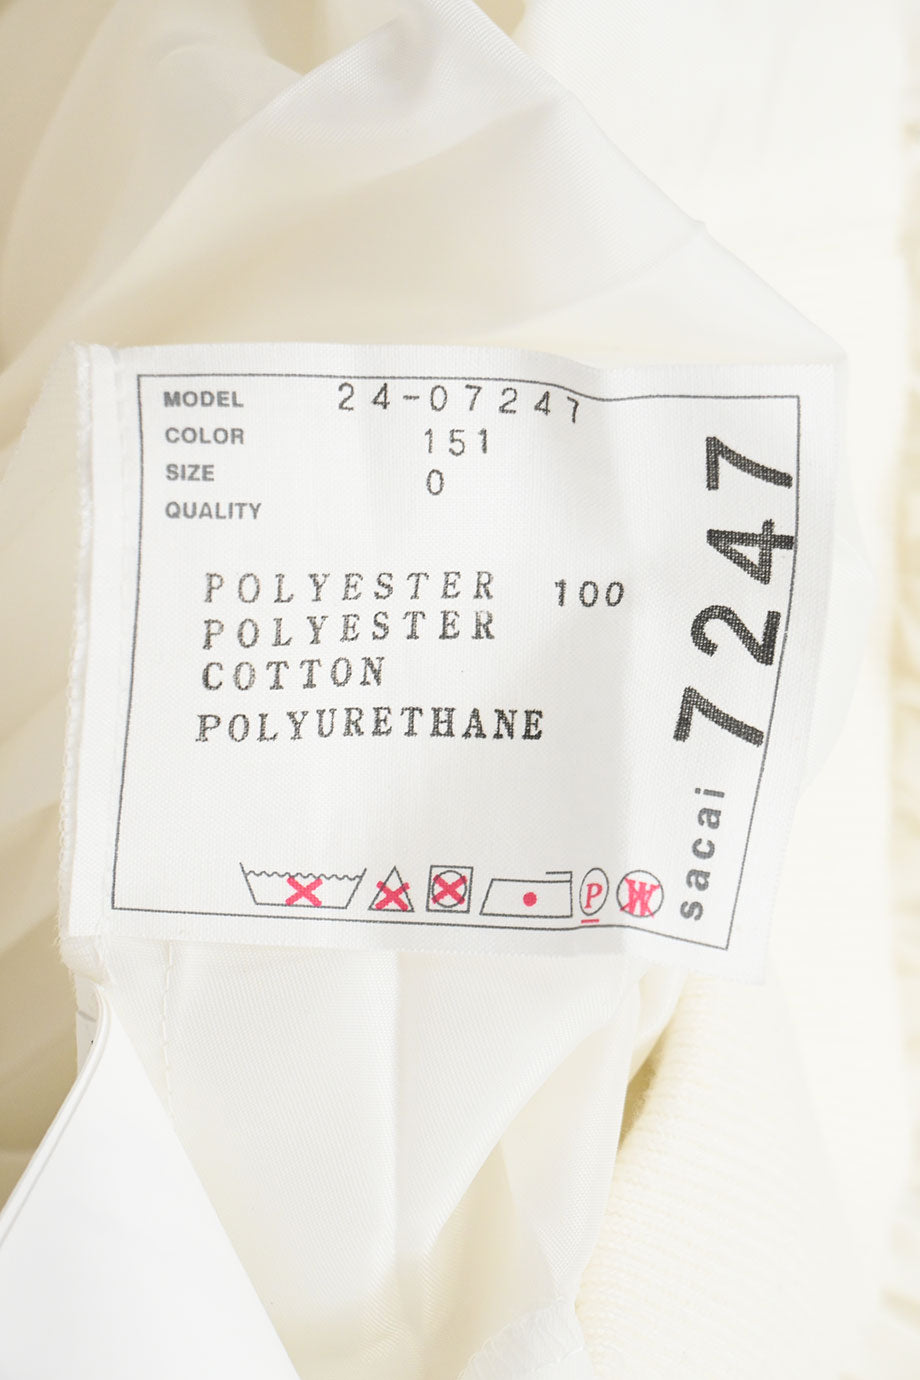 MODEL 24-07247
COLOR 151
SIZE 0
QUALITY
POLYESTER 100
POLYESTER
COTTON
POLYURETHANE
P
W
sacai 7247